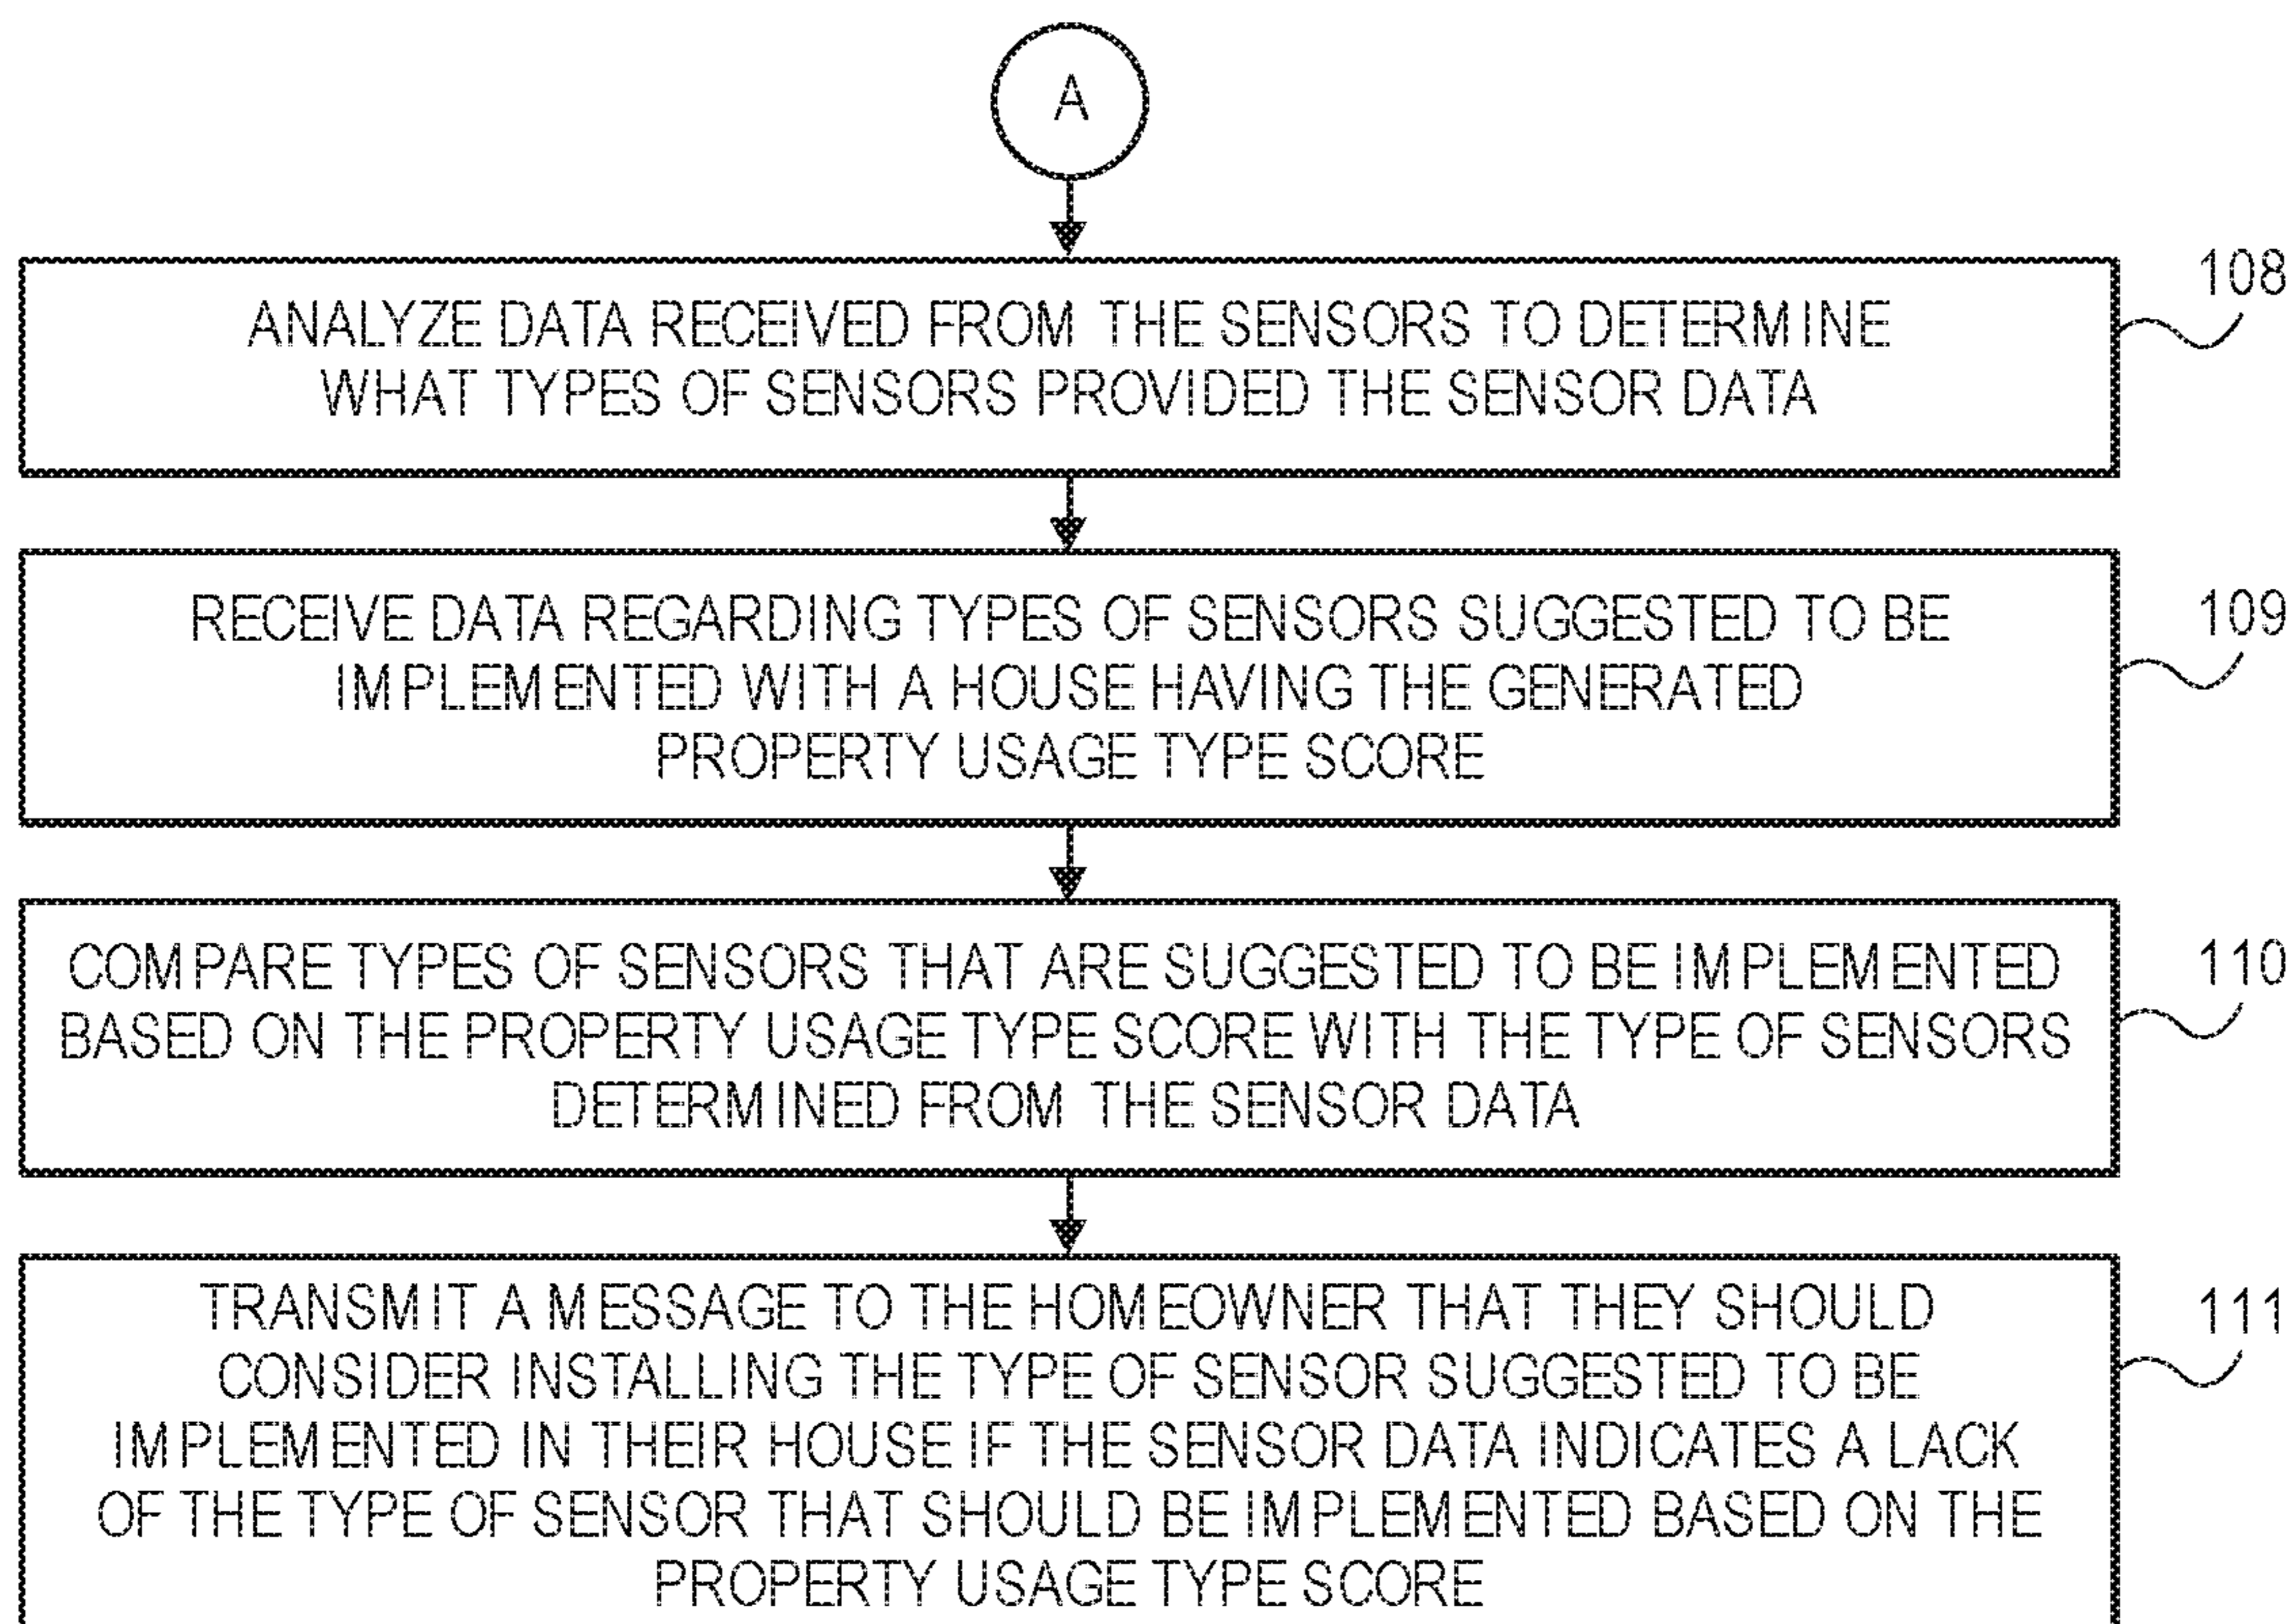 A
108
ANALYZE DATA RECEIVED FROM THE SENSORS TO DETERMINE
WHAT TYPES OF SENSORS PROVIDED THE SENSOR DATA
109
RECEIVE DATA REGARDING TYPES OF SENSORS SUGGESTED TO BE
IMPLEMENTED WITH A HOUSE HAVING THE GENERATED
PROPERTY USAGE TYPE SCORE
110
COMPARE TYPES OF SENSORS THAT ARE SUGGESTED TO BE IMPLEMENTED
BASED ON THE PROPERTY USAGE TYPE SCORE WITH THE TYPE OF SENSORS
DETERMINED FROM THE SENSOR DATA
111
TRANSMIT A MESSAGE TO THE HOMEOWNER THAT THEY SHOULD
CONSIDER INSTALLING THE TYPE OF SENSOR SUGGESTED TO BE
IMPLEMENTED IN THEIR HOUSE IF THE SENSOR DATA INDICATES A LACK
OF THE TYPE OF SENSOR THAT SHOULD BE IMPLEMENTED BASED ON THE
PROPERTY USAGE TYPE SCORE